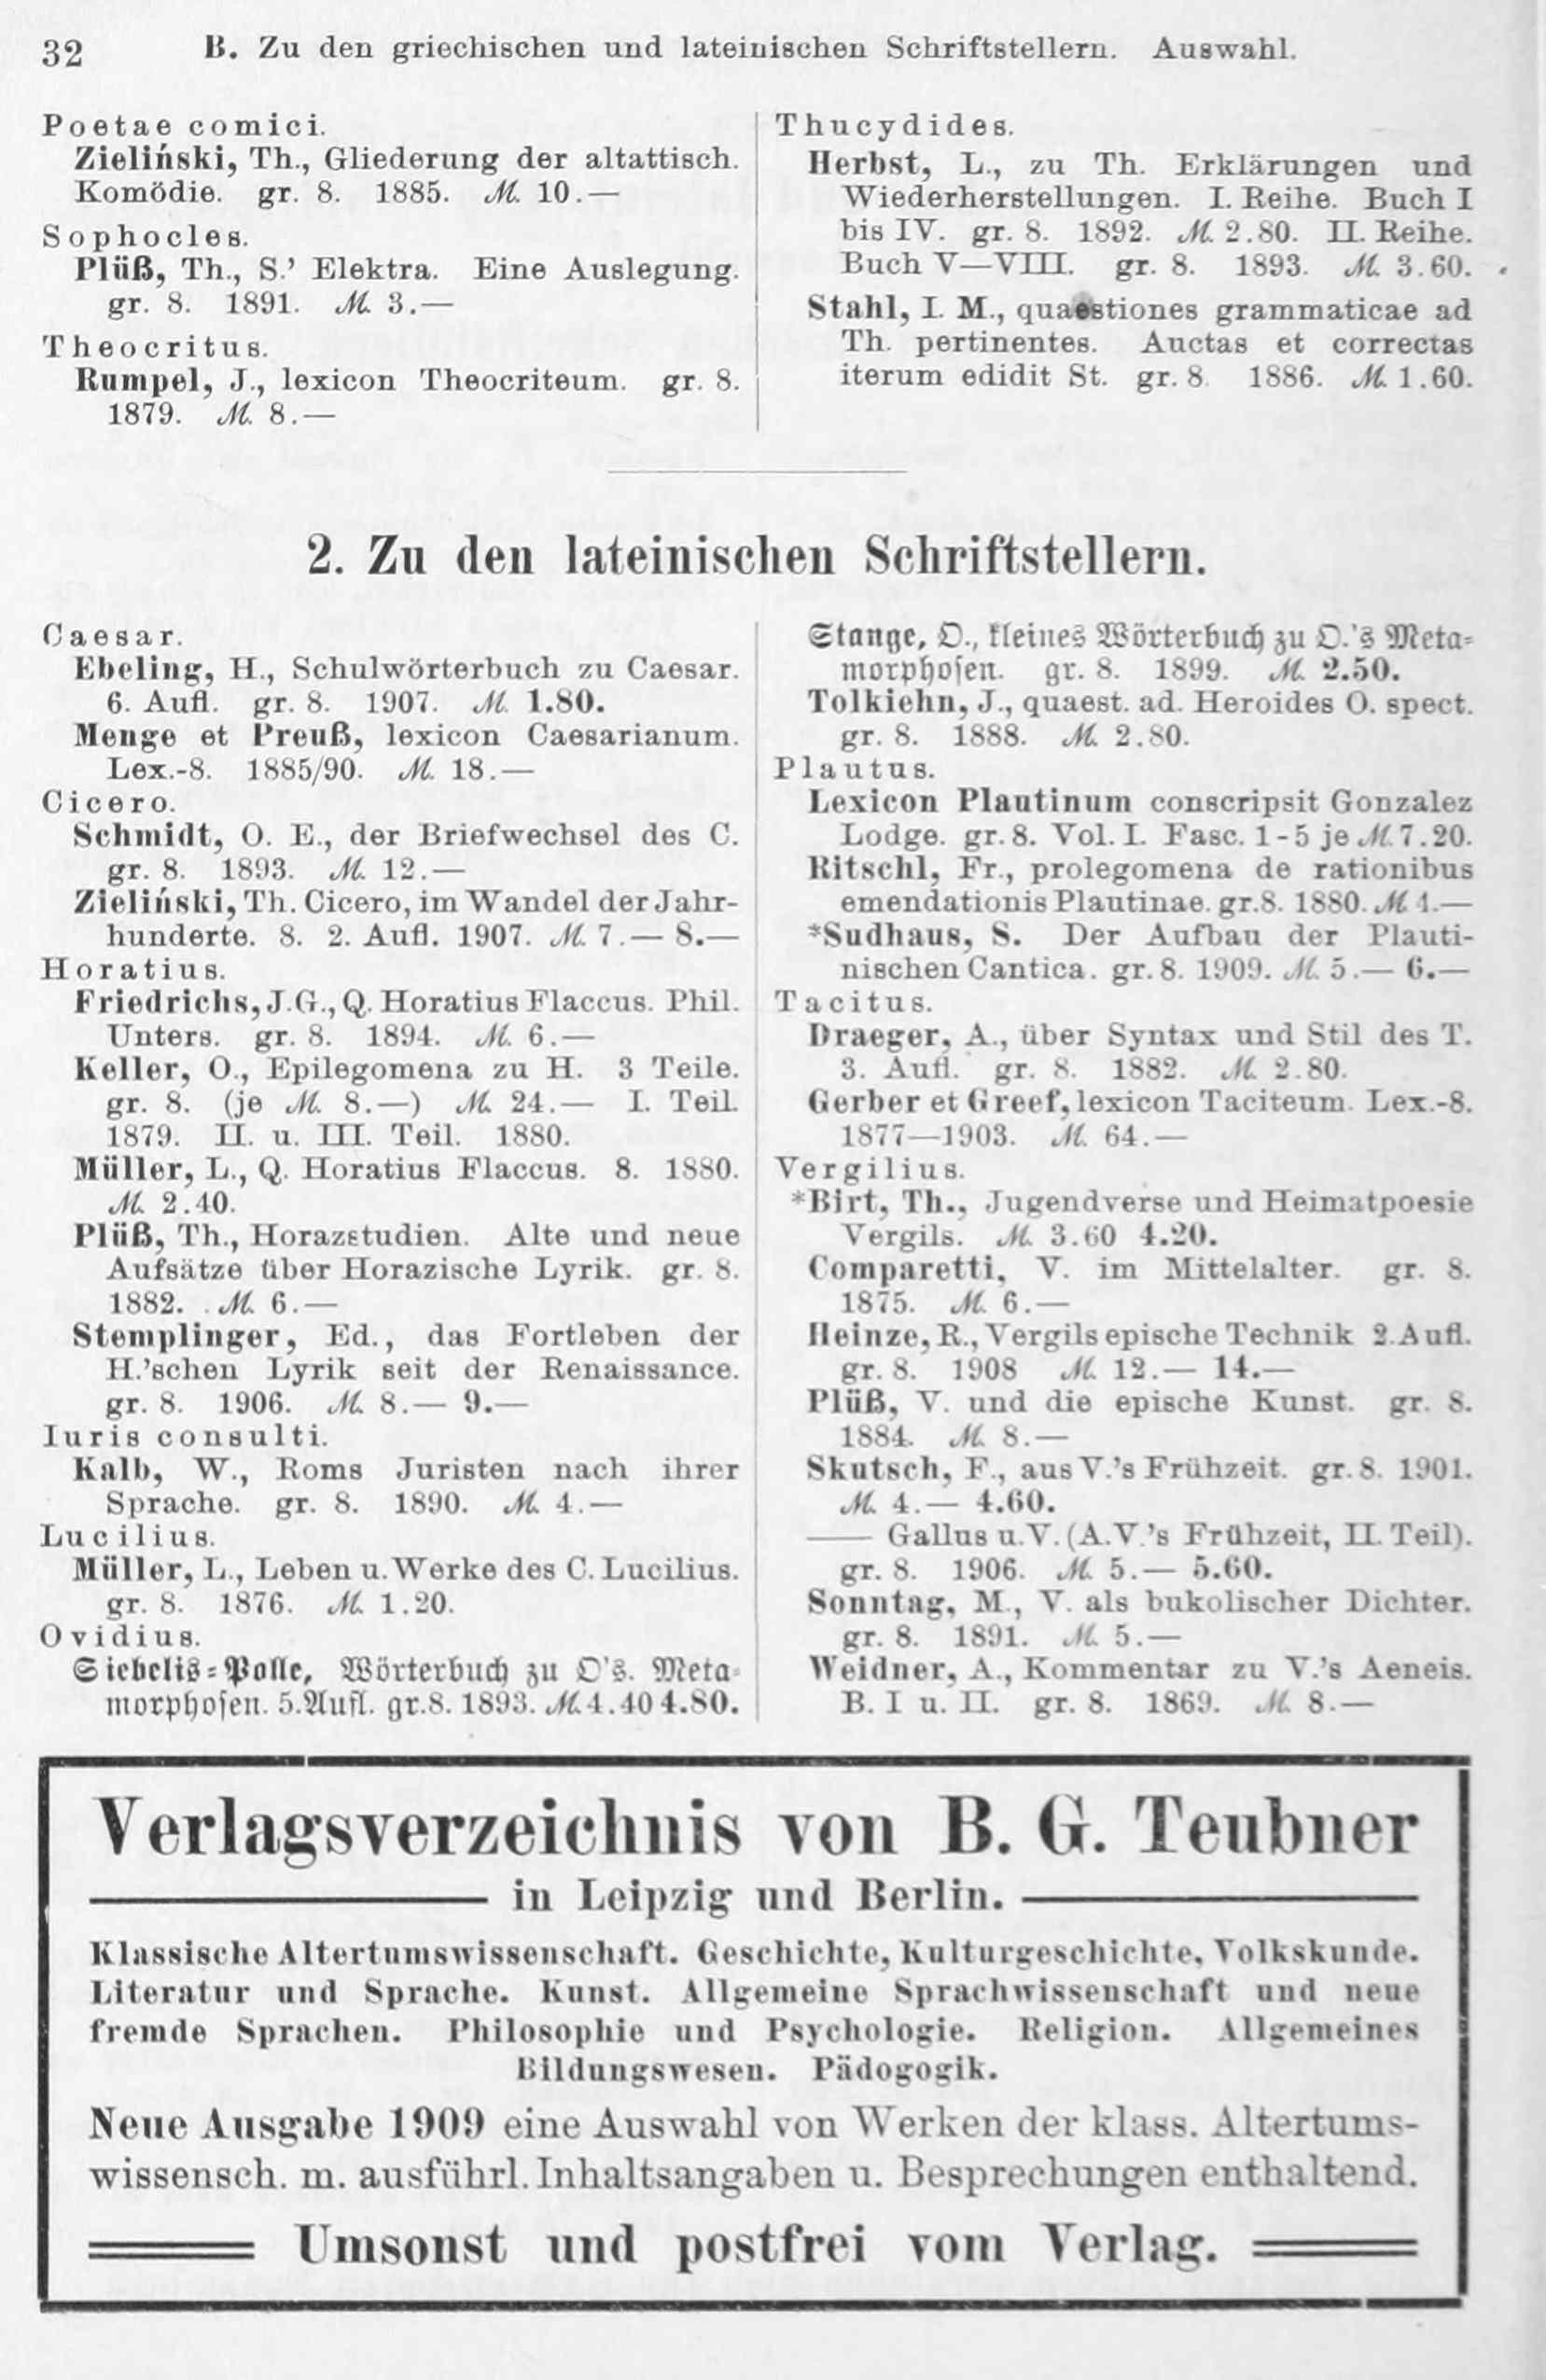 32 B. Zu den griechischen und lateinischen Schriftstellern. Auswahl.
Poetae comici.
Zieliński, Th., Gliederung der altattisch.
Komödie. gr. 8. 1885. M. 10.—
Sophocles.
Plüß, Th., S.’ Elektra. Eine Auslegung.
gr. 8. 1891. M. 3.—
Theocritus.
Rumpel, J., lexicon Theocriteum. gr. 8.
1879. M. 8.—
Thucydides.
Herbst, L., zu Th. Erklärungen und
Wiederherstellungen. I. Reihe. Buch I
bis IV. gr. 8. 1892. M. 2.80. II. Reihe.
Buch V—VIII. gr. 8. 1893. M. 3.60.
Stahl, I. M., quaestiones grammaticae ad
Th. pertinentes. Auctas et correctas
iterum edidit St. gr. 8. 1886. M. 1.60.
2. Zu den lateinischen Schriftstellern.
Caesar.
Ebeling, H., Schulwörterbuch zu Caesar.
6. Aufl. gr. 8. 1907. M. 1.80.
Menge et Preuß, lexicon Caesarianum.
Lex.-8. 1885/90. M. 18.—
Cicero.
Schmidt, O. E., der Briefwechsel des C.
gr. 8. 1893. M. 12.—
Zieliński, Th. Cicero, im Wandel der Jahr-
hunderte. 8. 2. Aufl. 1907. M. 7.— 8.—
Horatius.
Friedrichs, J.G., Q. Horatius Flaccus. Phil.
Unters. gr. 8. 1894. M. 6.—
Keller, O., Epilegomena zu H. 3 Teile.
gr. 8. (je M. 8.—) M. 24.— I. Teil.
1879. II. u. III. Teil. 1880.
Müller, L., Q. Horatius Flaccus. 8. 1880.
M. 2.40.
Plüß, Th., Horazstudien. Alte und neue
Aufsätze über Horazische Lyrik. gr. 8.
1882. M. 6.—
Stemplinger, Ed., das Fortleben der
H.’schen Lyrik seit der Renaissance.
gr. 8. 1906. M. 8.— 9.—
Iuris consulti.
Kalb, W., Roms Juristen nach ihrer
Sprache. gr. 8. 1890. M. 4.—
Lucilius.
Müller, L., Leben u. Werke des C. Lucilius.
gr. 8. 1876. M. 1.20.
Ovidius.
Siebelis-Polle, Wörterbuch zu O’s. Meta-
morphosen. 5. Aufl. gr. 8. 1893. M. 4.40 4.80.
Stange, O., kleines Wörterbuch zu O.’s Meta-
morphosen. gr. 8. 1899. M. 2.50.
Tolkiehn, J., quaest. ad. Heroides O. spect.
gr. 8. 1888. M. 2.80.
Plautus.
Lexicon Plautinum conscripsit Gonzalez
Lodge. gr. 8. Vol. I. Fasc. 1-5 je M. 7.20.
Ritschl, Fr., prolegomena de rationibus
emendationis Plautinae. gr. 8. 1880. M. 4.—
*Sudhaus, S. Der Aufbau der Plauti-
nischen Cantica. gr. 8. 1909. M. 5.— 6.—
Tacitus.
Draeger, A., über Syntax und Stil des T.
3. Aufl. gr. 8. 1882. M. 2.80.
Gerber et Greef, lexicon Taciteum. Lex.-8.
1877—1903. M. 64.—
Vergilius.
*Birt, Th., Jugendverse und Heimatpoesie
Vergils. M. 3.60 4.20.
Comparetti, V. im Mittelalter. gr. 8.
1875. M. 6.—
Heinze, R., Vergils epische Technik 2. Aufl.
gr. 8. 1908 M. 12.— 14.—
Plüß, V. und die epische Kunst. gr. 8.
1884. M. 8.—
Skutsch, F., aus V.’s Frühzeit. gr. 8. 1901.
M. 4.— 4.60.
—— Gallus u. V. (A.V.’s Frühzeit, II. Teil).
gr. 8. 1906. M. 5.— 5.60.
Sonntag, M., V. als bukolischer Dichter.
gr. 8. 1891. M. 5.—
Weidner, A., Kommentar zu V.’s Aeneis.
B. I u. II. gr. 8. 1869. M. 8.—
Verlagsverzeichnis von B. G. Teubner
in Leipzig und Berlin.
Klassische Altertumswissenschaft. Geschichte, Kulturgeschichte, Volkskunde.
Literatur und Sprache. Kunst. Allgemeine Sprachwissenschaft und neue
fremde Sprachen. Philosophie und Psychologie. Religion. Allgemeines
Bildungswesen. Pädogogik.
Neue Ausgabe 1909 eine Auswahl von Werken der klass. Altertums-
wissensch. m. ausführl. Inhaltsangaben u. Besprechungen enthaltend.
Umsonst und postfrei vom Verlag.